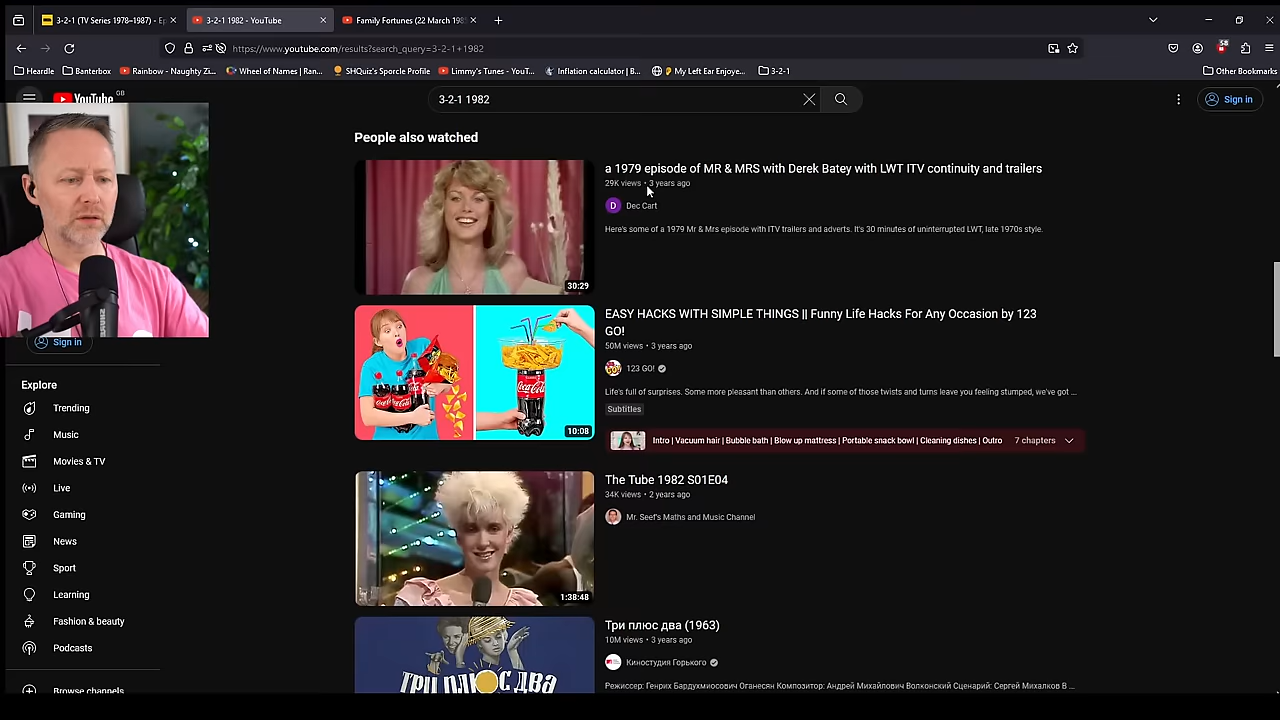 3-2-1 (TV Series 1978–1987) - Ep
3-2-1 1982 - YouTube
Family Fortunes (22 March 198
https://www.youtube.com/results?search_query=3-2-1+1982
58
Heardle
Banterbox
Rainbow - Naughty Zi...
Wheel of Names | Ran...
SHQuiz's Sporcle Profile
Limmy's Tunes - YouT...
Inflation calculator | B...
My Left Ear Enjoye...
3-2-1
Other Bookmarks
YouTube GB
3-2-1 1982
Sign in
People also watched
30:29
a 1979 episode of MR & MRS with Derek Batey with LWT ITV continuity and trailers
29K views • 3 years ago
D Dec Cart
Here's some of a 1979 Mr & Mrs episode with ITV trailers and adverts. It's 30 minutes of uninterrupted LWT, late 1970s style.
Coca-Cola
10:08
EASY HACKS WITH SIMPLE THINGS || Funny Life Hacks For Any Occasion by 123
GO!
50M views • 3 years ago
123 GO!
Life's full of surprises. Some more pleasant than others. And if some of those twists and turns leave you feeling stumped, we've got ...
Subtitles
Intro | Vacuum hair | Bubble bath | Blow up mattress | Portable snack bowl | Cleaning dishes | Outro
7 chapters
1:38:48
The Tube 1982 S01E04
34K views • 2 years ago
Mr. Seef's Maths and Music Channel
ТРИ ПЛЮС ДВА
Три плюс два (1963)
10M views • 3 years ago
Киностудия Горького
Режиссер: Генрих Бардухмиосович Оганесян Композитор: Андрей Михайлович Волконский Сценарий: Сергей Михалков В ...
Sign in
Explore
Trending
Music
Movies & TV
Live
Gaming
News
Sport
Learning
Fashion & beauty
Podcasts
Browse channels